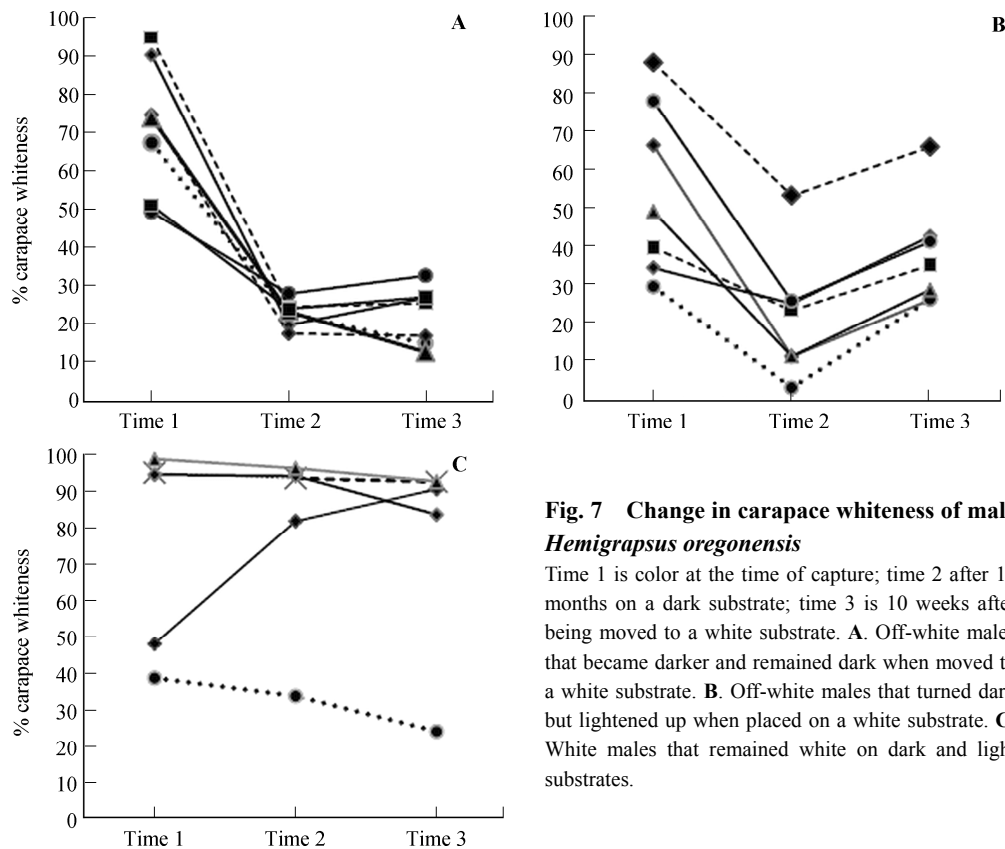 100
90
80
70
60
50
40
30
20
10
0
% carapace whiteness
A
Time 1 Time 2 Time 3
100
90
80
70
60
50
40
30
20
10
0
B
Time 1 Time 2 Time 3
100
90
80
70
60
50
40
30
20
10
0
% carapace whiteness
C
Time 1 Time 2 Time 3
Fig. 7 Change in carapace whiteness of mal
Hemigrapsus oregonensis
Time 1 is color at the time of capture; time 2 after 1
months on a dark substrate; time 3 is 10 weeks afte
being moved to a white substrate. A. Off-white male
that became darker and remained dark when moved t
a white substrate. B. Off-white males that turned dar
but lightened up when placed on a white substrate. C
White males that remained white on dark and ligh
substrates.